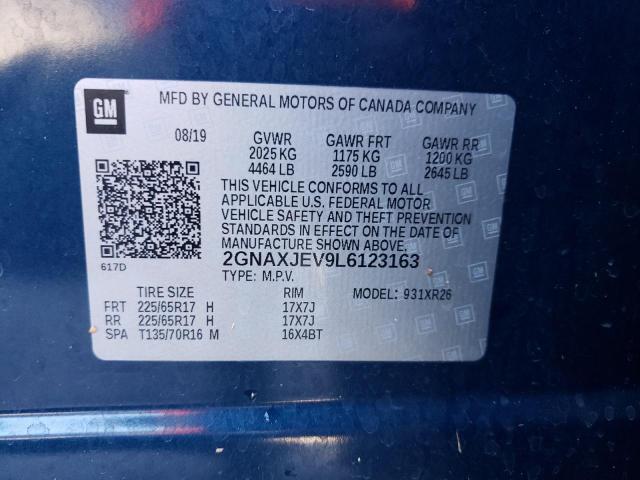 GM MFD BY GENERAL MOTORS OF CANADA COMPANY
08/19 GVWR GAWR FRT GAWR RR
2025 KG 1175 KG 1200 KG
4464 LB 2590 LB 2645 LB
THIS VEHICLE CONFORMS TO ALL
APPLICABLE U.S. FEDERAL MOTOR
VEHICLE SAFETY AND THEFT PREVENTION
STANDARDS IN EFFECT ON THE DATE OF
MANUFACTURE SHOWN ABOVE.
617D 2GNAXJEV9L6123163
TYPE: M.P.V.
TIRE SIZE RIM MODEL: 931XR26
FRT 225/65R17 H 17X7J
RR 225/65R17 H 17X7J
SPA T135/70R16 M 16X4BT